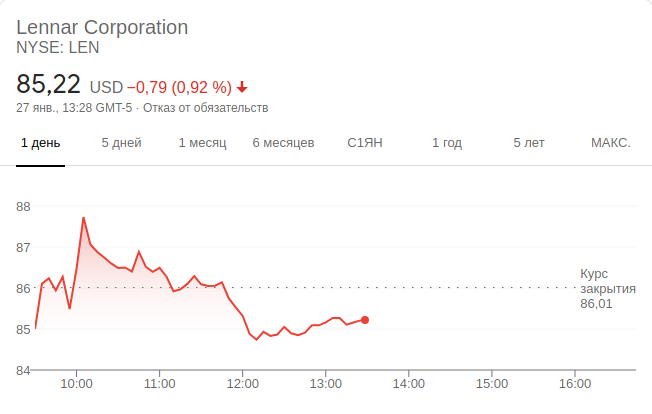 Lennar Corporation
NYSE: LEN
85,22 USD −0,79 (0,92 %)
27 янв., 13:28 GMT-5 · Отказ от обязательств
1 день 5 дней 1 месяц 6 месяцев С1ЯН 1 год 5 лет МАКС.
88
87
86
85
84
Курс
закрытия
86,01
10:00 11:00 12:00 13:00 14:00 15:00 16:00